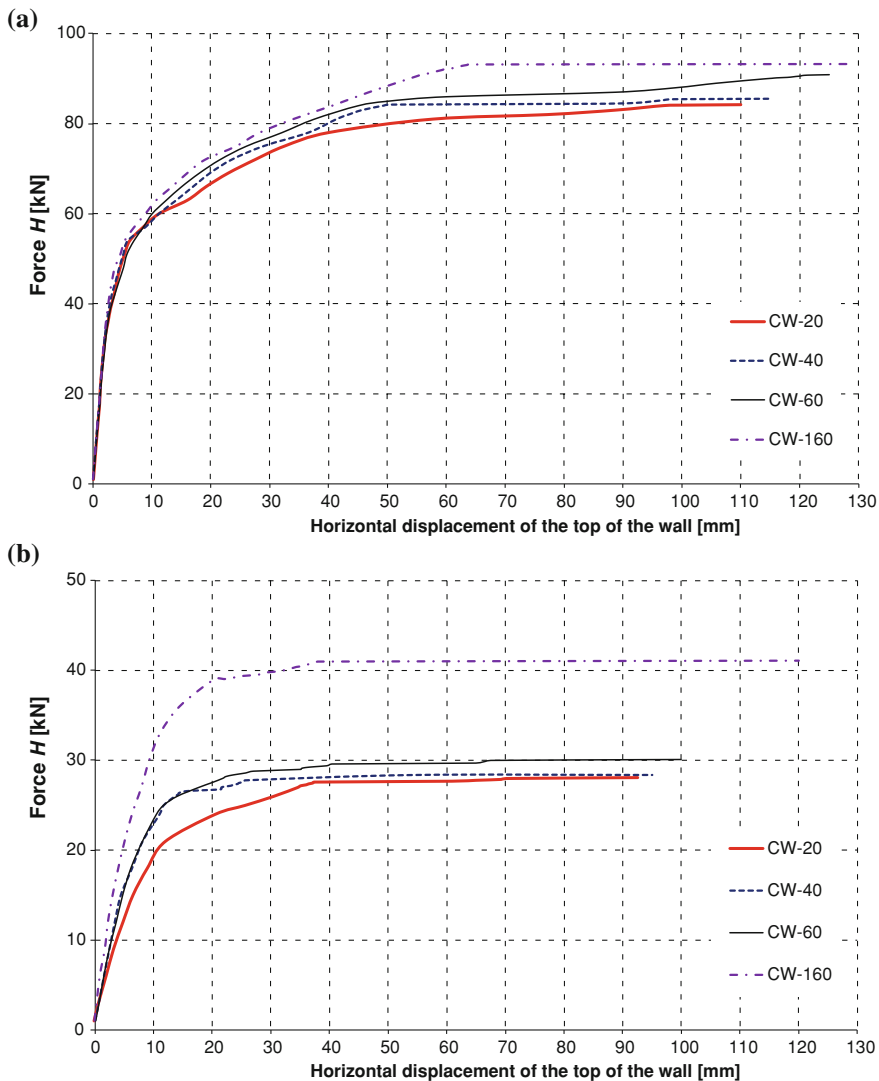 (a)
100
80
60
40
20
0
Force H [kN]
CW-20
CW-40
CW-60
CW-160
0 10 20 30 40 50 60 70 80 90 100 110 120 130
Horizontal displacement of the top of the wall [mm]
(b)
50
40
30
20
10
0
Force H [kN]
CW-20
CW-40
CW-60
CW-160
0 10 20 30 40 50 60 70 80 90 100 110 120 130
Horizontal displacement of the top of the wall [mm]